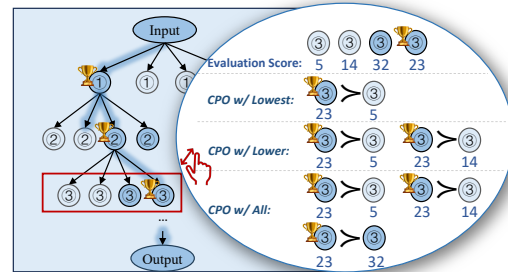 Input
① ① ①
② ② ② ②
③ ③ ③ ③
...
Output
③ ③ ③ ③
Evaluation Score: 5 14 32 23
CPO w/ Lowest: ③ ≻ ③
23 5
CPO w/ Lower: ③ ≻ ③ ③ ≻ ③
23 5 23 14
CPO w/ All: ③ ≻ ③ ③ ≻ ③
23 5 23 14
③ ≻ ③
23 32